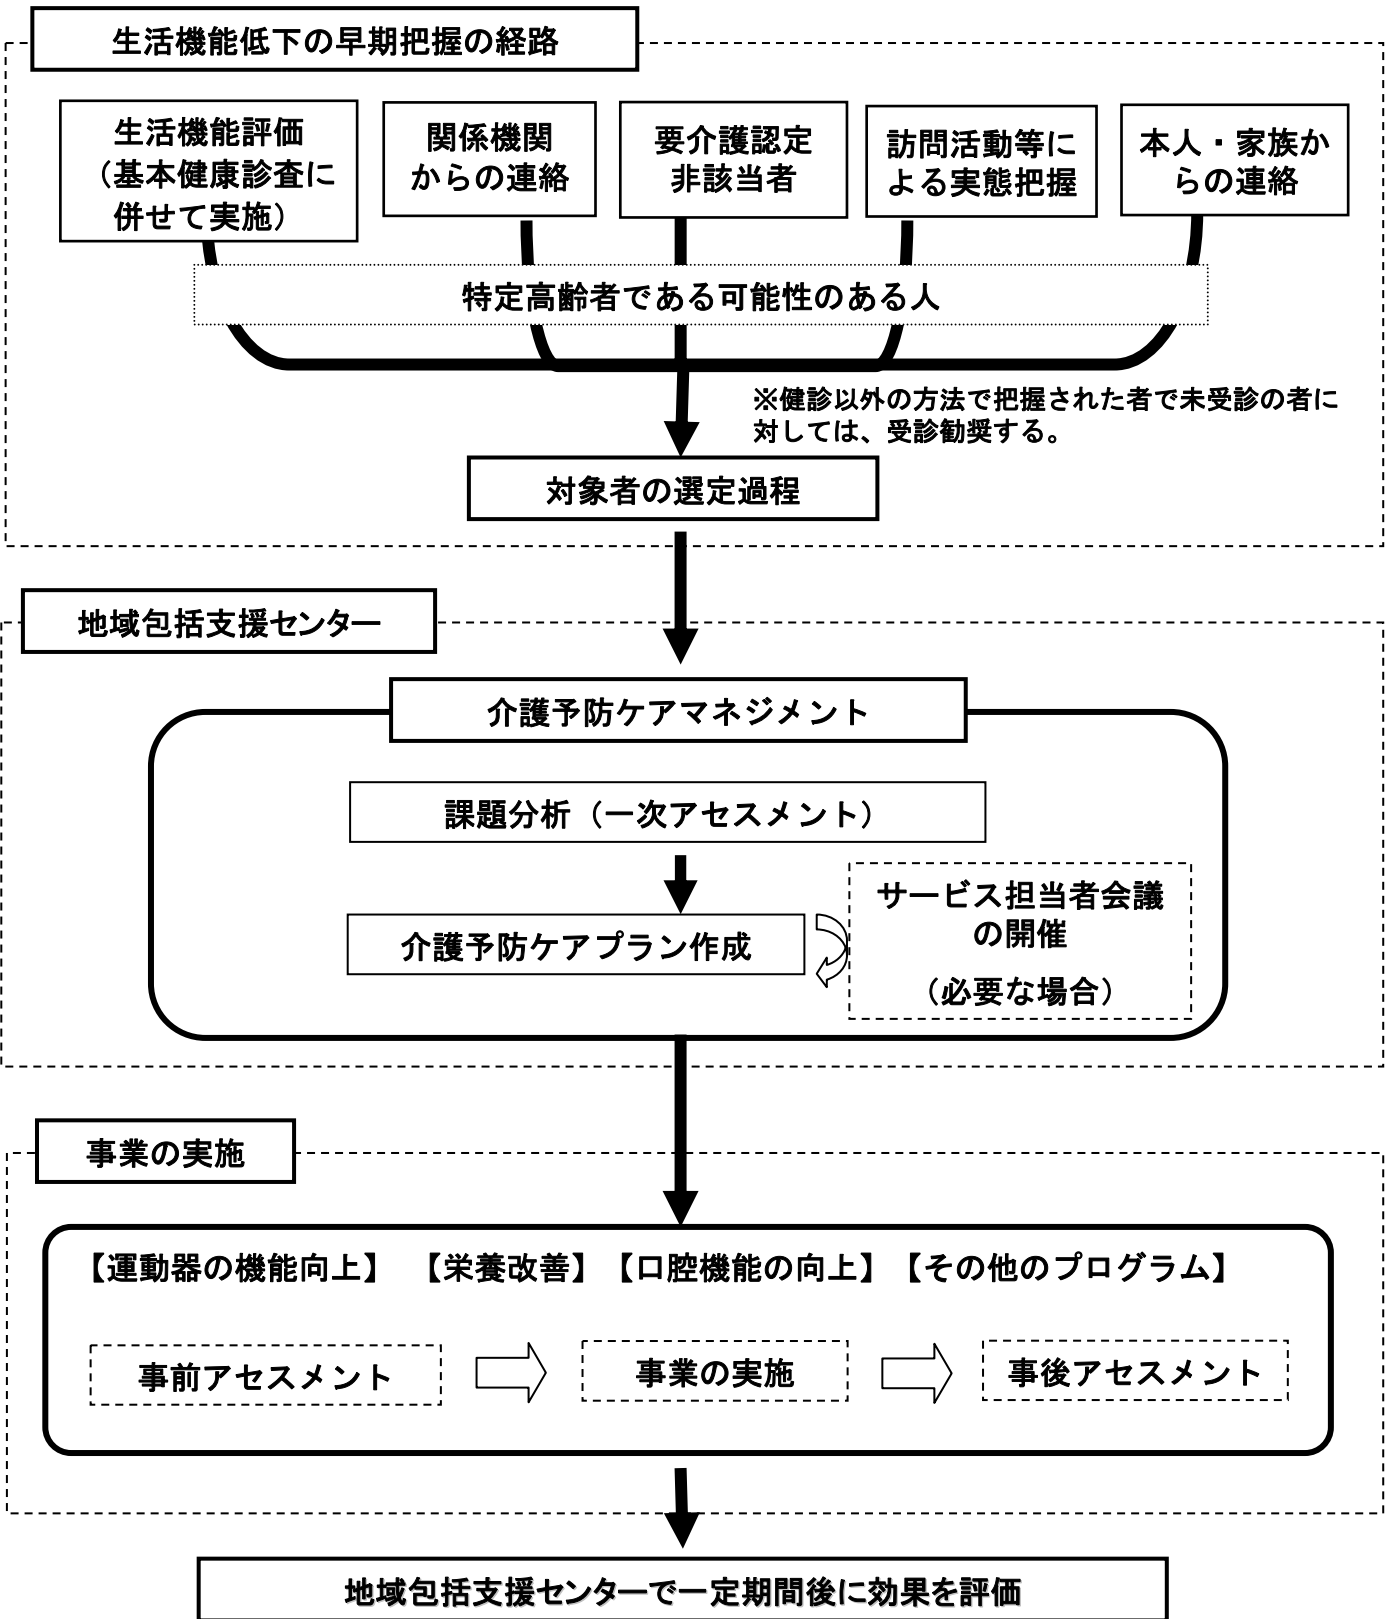 生活機能低下の早期把握の経路
生活機能評価
（基本健康診査に
併せて実施）
関係機関
からの連絡
要介護認定
非該当者
訪問活動等に
よる実態把握
本人・家族か
らの連絡
特定高齢者である可能性のある人
※健診以外の方法で把握された者で未受診の者に
対しては、受診勧奨する。
対象者の選定過程
地域包括支援センター
介護予防ケアマネジメント
課題分析（一次アセスメント）
介護予防ケアプラン作成
サービス担当者会議
の開催
（必要な場合）
事業の実施
【運動器の機能向上】 【栄養改善】 【口腔機能の向上】 【その他のプログラム】
事前アセスメント
事業の実施
事後アセスメント
地域包括支援センターで一定期間後に効果を評価